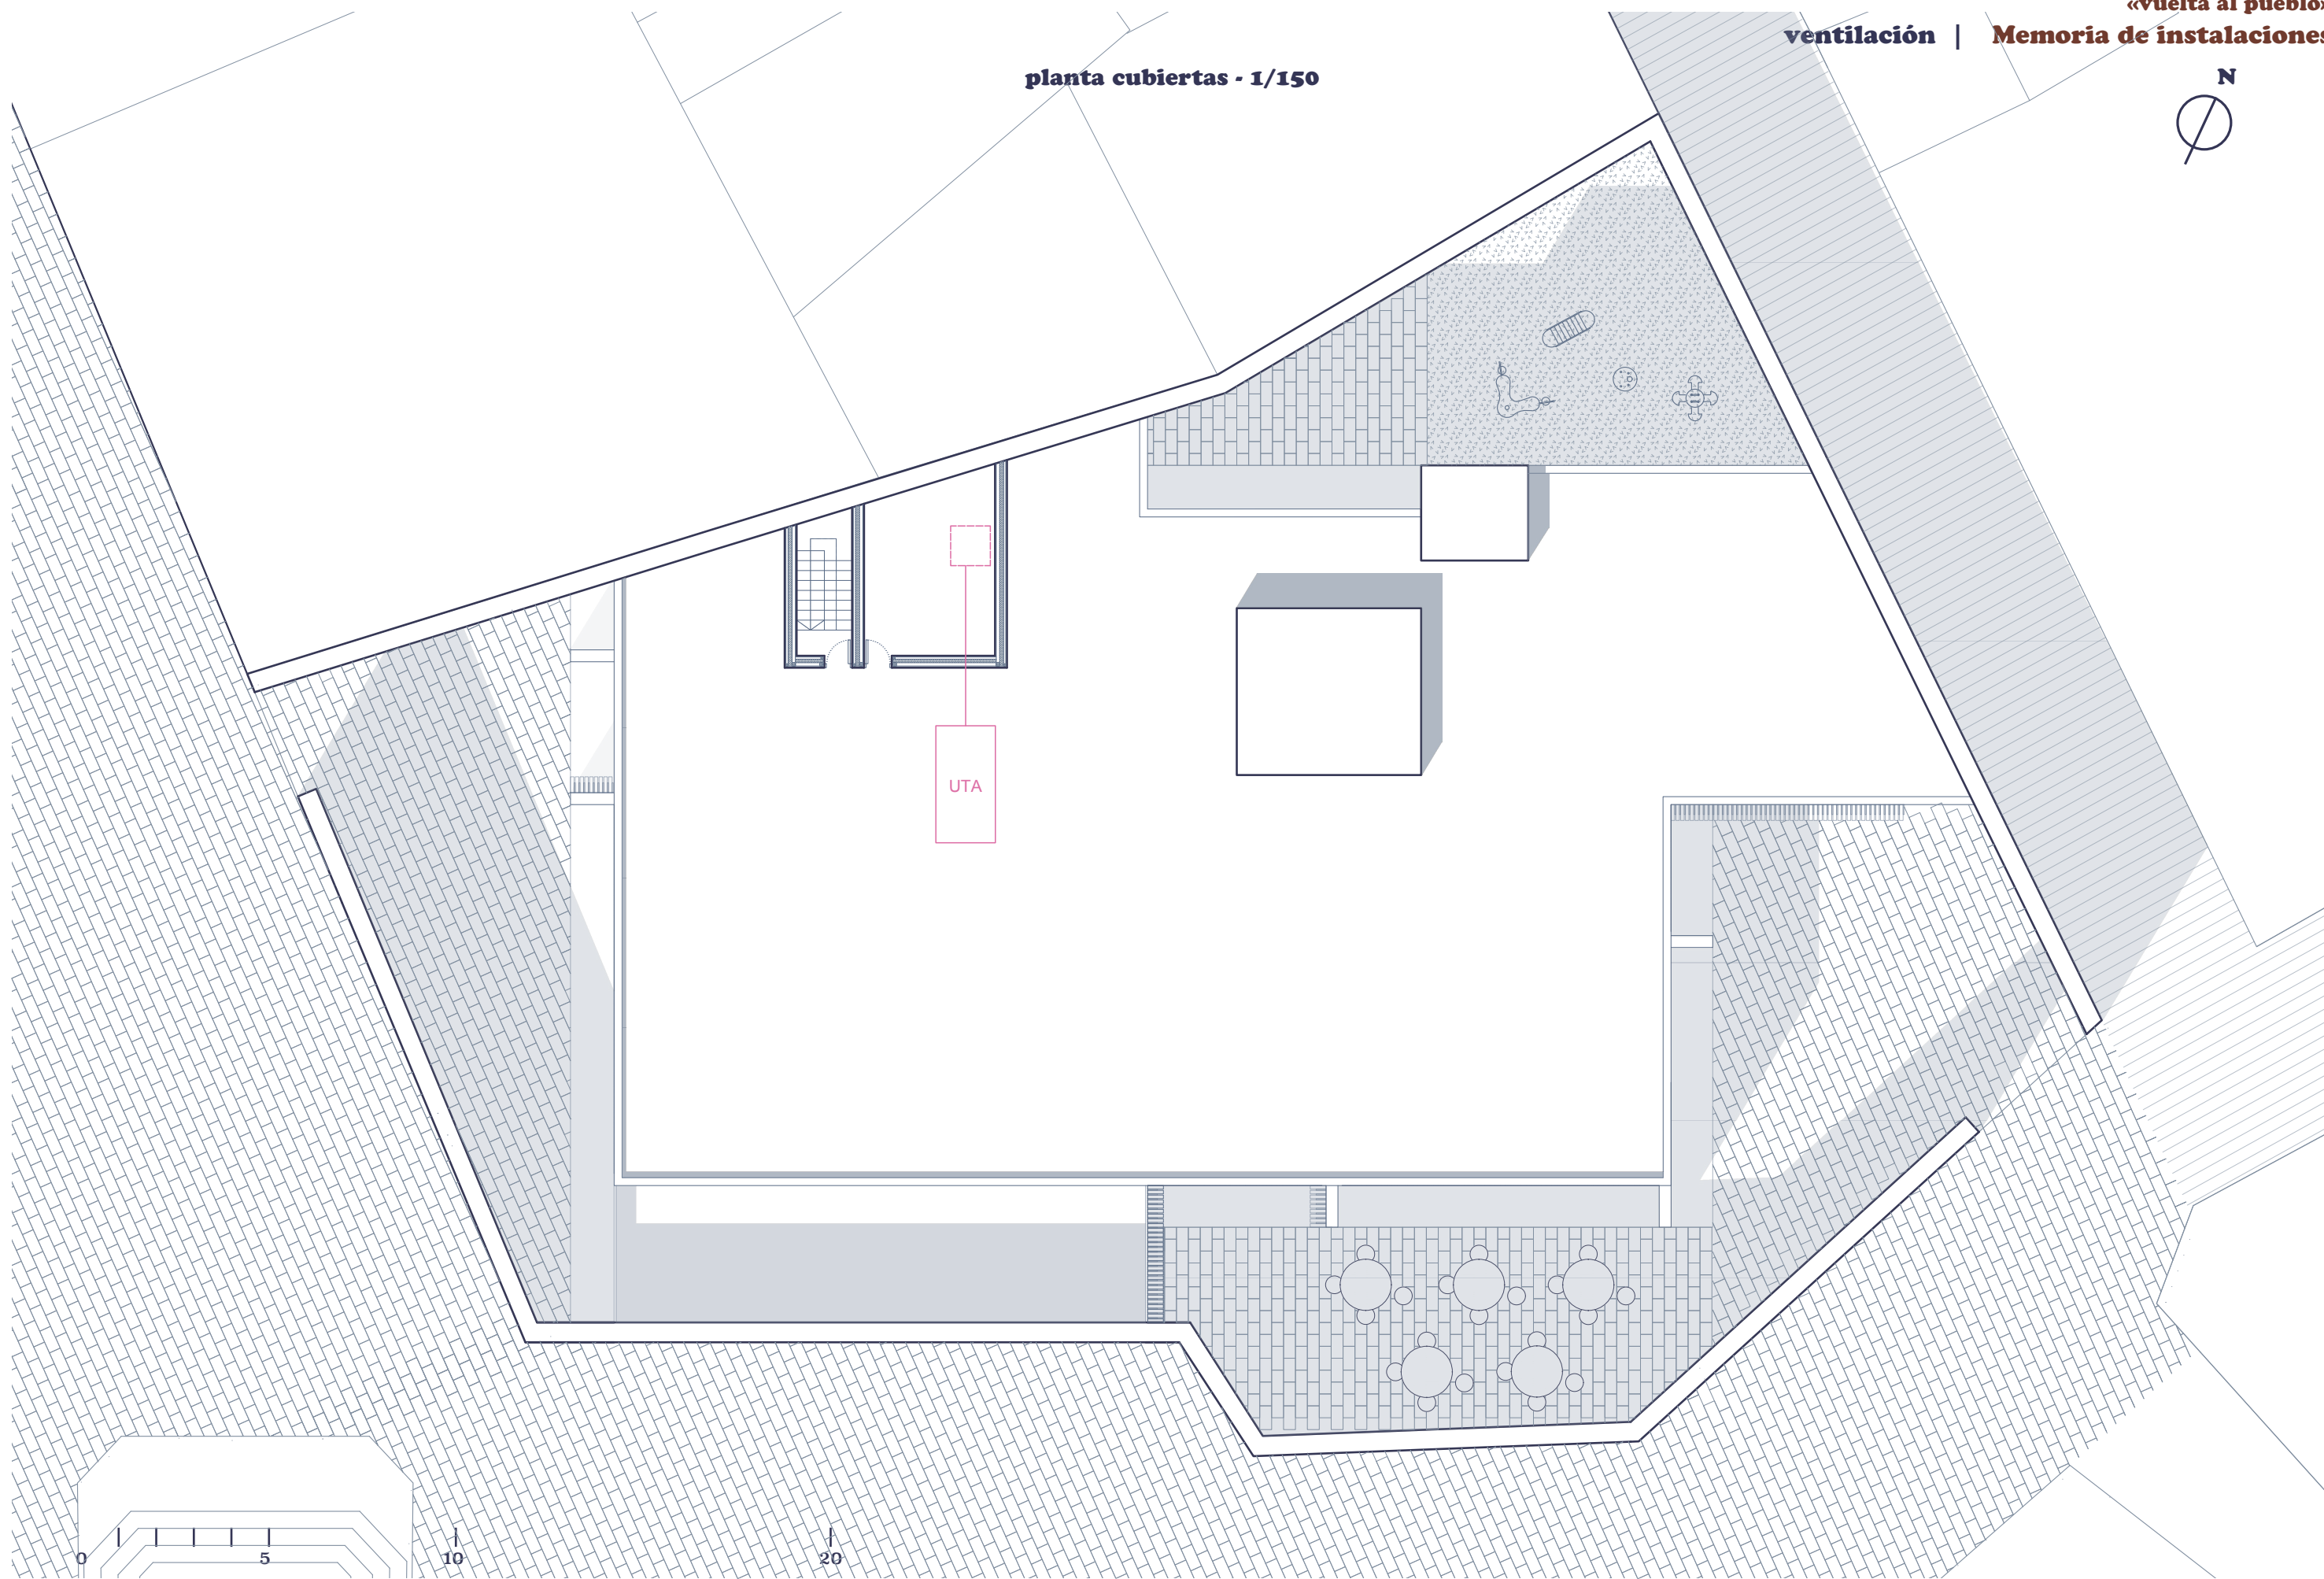 «vuelta al pueblo»
ventilación | Memoria de instalaciones
planta cubiertas - 1/150
N
UTA
0 5 10 20